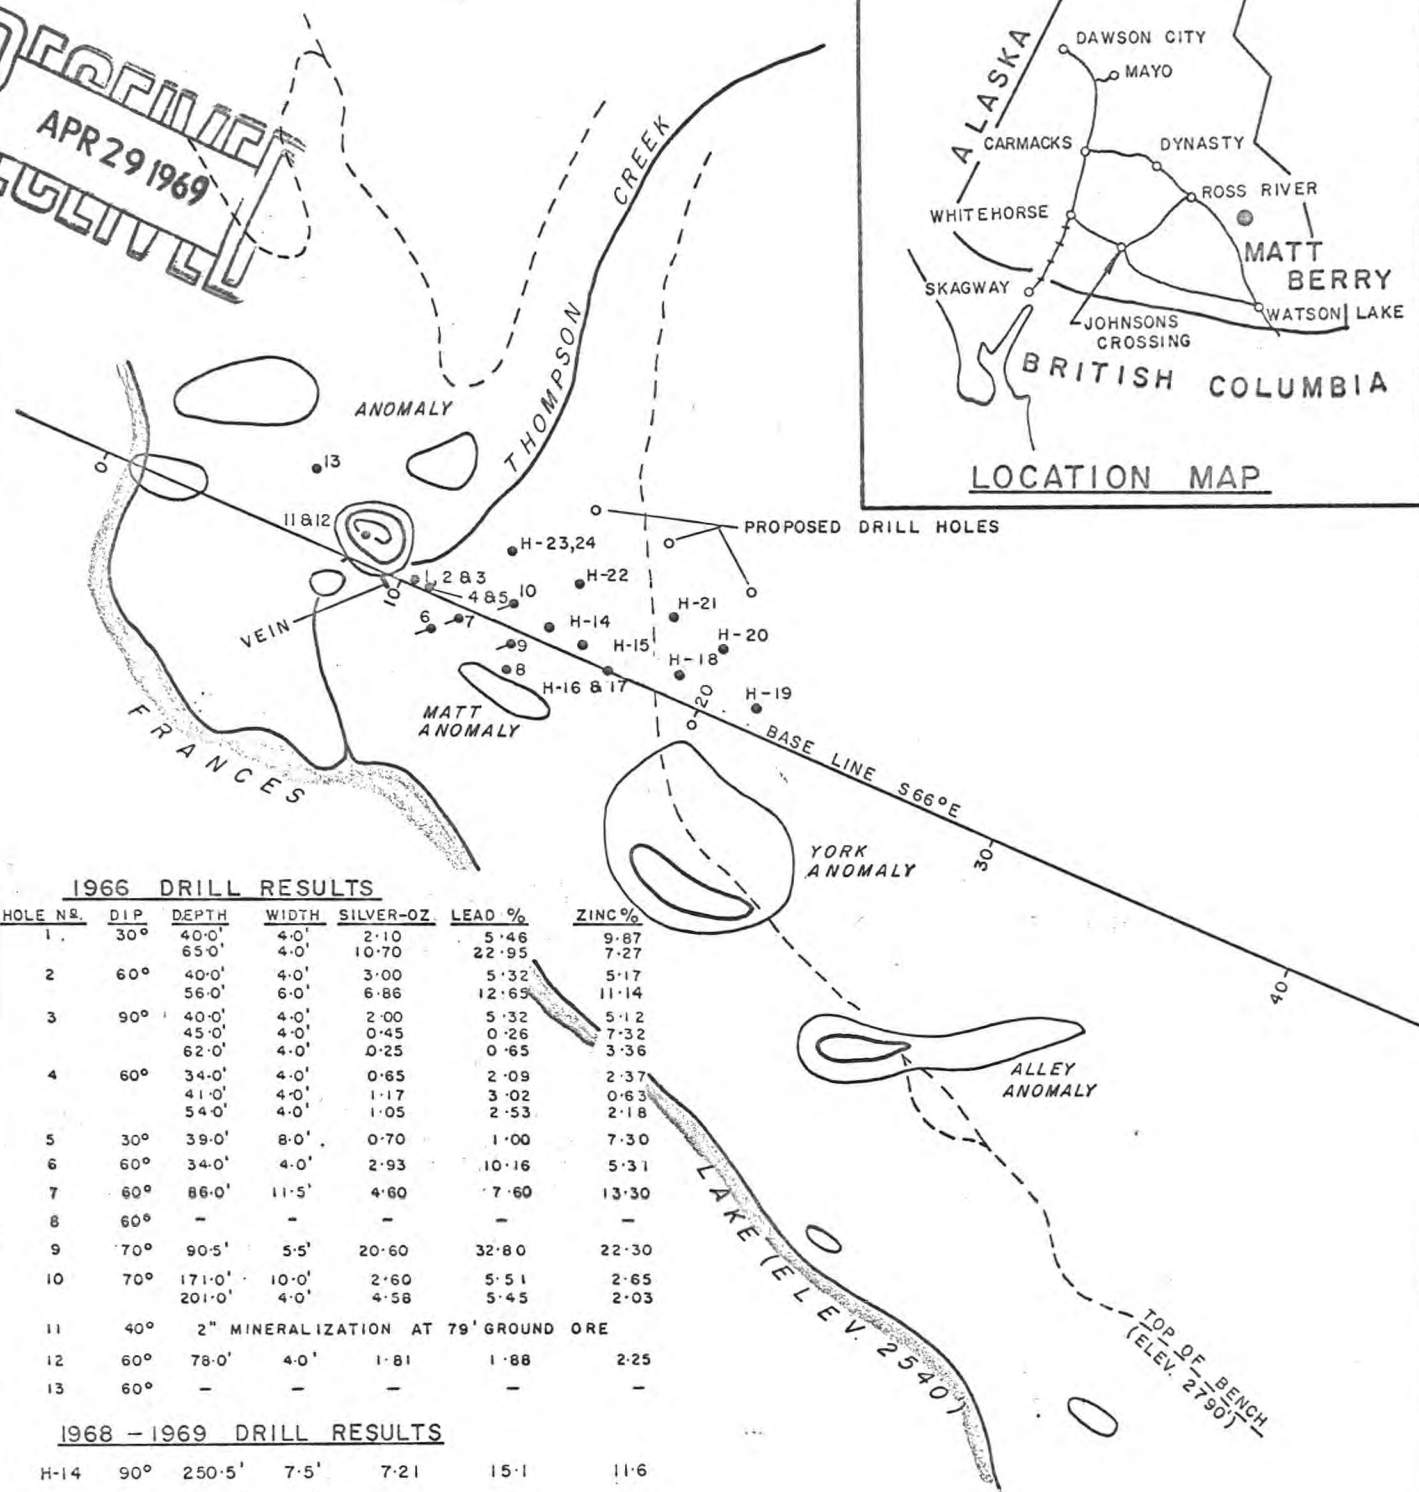 RECEIVED
APR 29 1969
ALASKA
DAWSON CITY
MAYO
CARMACKS
DYNASTY
ROSS RIVER
WHITEHORSE
MATT
BERRY
SKAGWAY
WATSON LAKE
JOHNSONS
CROSSING
BRITISH COLUMBIA
LOCATION MAP
THOMPSON CREEK
ANOMALY
0
13
11 & 12
PROPOSED DRILL HOLES
H-23,24
H-22
1, 2 & 3
4 & 5
10
10
H-21
6
7
H-14
H-20
VEIN
9
H-15
H-18
8
H-16 & 17
20
H-19
MATT
ANOMALY
BASE LINE S66°E
FRANCES
YORK
ANOMALY
30
40
ALLEY
ANOMALY
LAKE (ELEV. 2540)
TOP OF BENCH
(ELEV. 2790')
1966 DRILL RESULTS
HOLE Nº. DIP DEPTH WIDTH SILVER-OZ. LEAD % ZINC%
1 30° 40·0' 4·0' 2·10 5·46 9·87
65·0' 4·0' 10·70 22·95 7·27
2 60° 40·0' 4·0' 3·00 5·32 5·17
56·0' 6·0' 6·86 12·65 11·14
3 90° 40·0' 4·0' 2·00 5·32 5·12
45·0' 4·0' 0·45 0·26 7·32
62·0' 4·0' 0·25 0·65 3·36
4 60° 34·0' 4·0' 0·65 2·09 2·37
41·0' 4·0' 1·17 3·02 0·63
54·0' 4·0' 1·05 2·53 2·18
5 30° 39·0' 8·0' 0·70 1·00 7·30
6 60° 34·0' 4·0' 2·93 10·16 5·31
7 60° 86·0' 11·5' 4·60 7·60 13·30
8 60° – – – – –
9 70° 90·5' 5·5' 20·60 32·80 22·30
10 70° 171·0' 10·0' 2·60 5·51 2·65
201·0' 4·0' 4·58 5·45 2·03
11 40° 2" MINERALIZATION AT 79' GROUND ORE
12 60° 78·0' 4·0' 1·81 1·88 2·25
13 60° – – – – –
1968 – 1969 DRILL RESULTS
H-14 90° 250·5' 7·5' 7·21 15·1 11·6